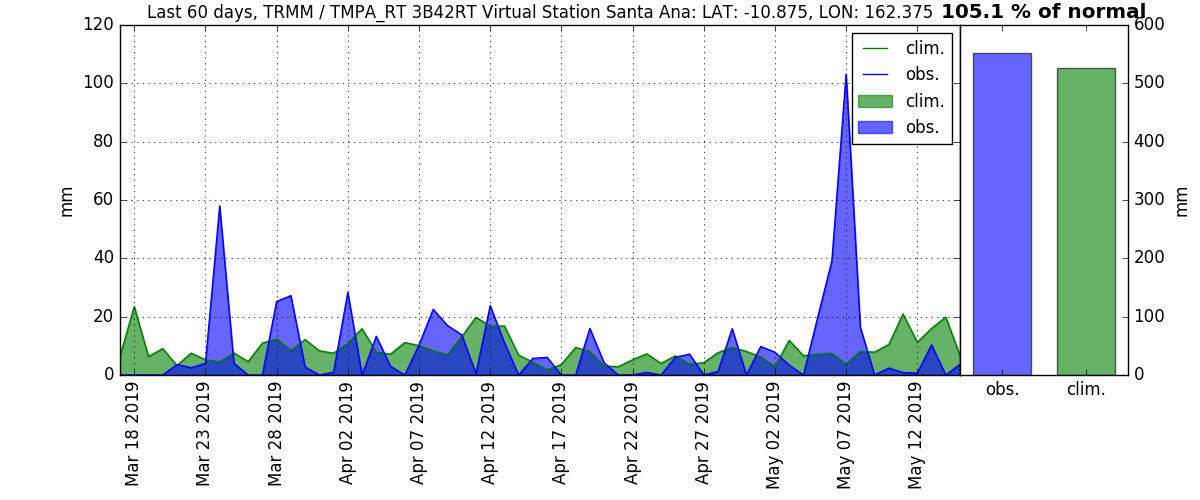 Last 60 days, TRMM / TMPA_RT 3B42RT Virtual Station Santa Ana: LAT: -10.875, LON: 162.375 105.1 % of normal
120
100
80
60
40
20
0
mm
clim.
obs.
clim.
obs.
600
500
400
300
200
100
0
mm
obs.
clim.
Mar 18 2019
Mar 23 2019
Mar 28 2019
Apr 02 2019
Apr 07 2019
Apr 12 2019
Apr 17 2019
Apr 22 2019
Apr 27 2019
May 02 2019
May 07 2019
May 12 2019